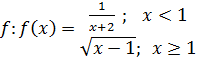 f: f(x) = 1/(x+2) ; x < 1
√(x − 1); x ≥ 1